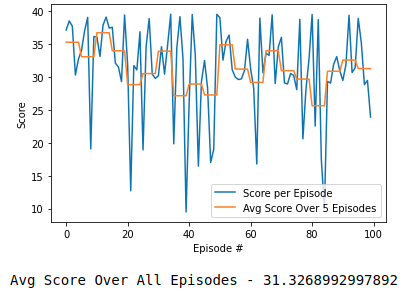 40
35
30
25
20
15
10
Score
Score per Episode
Avg Score Over 5 Episodes
0 20 40 60 80 100
Episode #
Avg Score Over All Episodes - 31.3268992997892